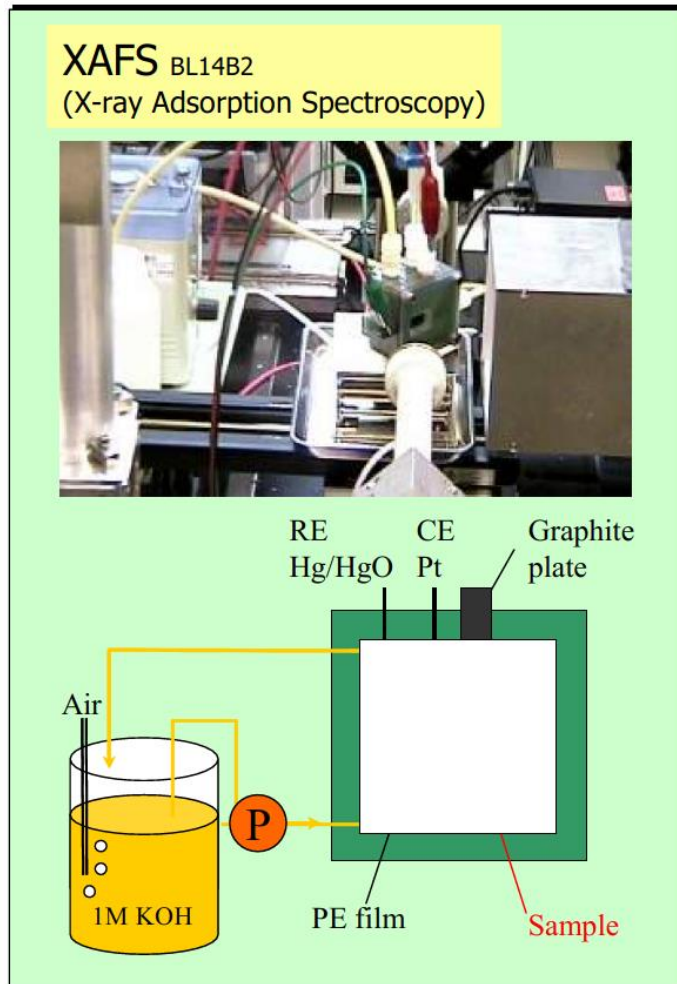 XAFS BL14B2
(X-ray Adsorption Spectroscopy)
RE
Hg/HgO
CE
Pt
Graphite
plate
Air
P
1M KOH
PE film
Sample